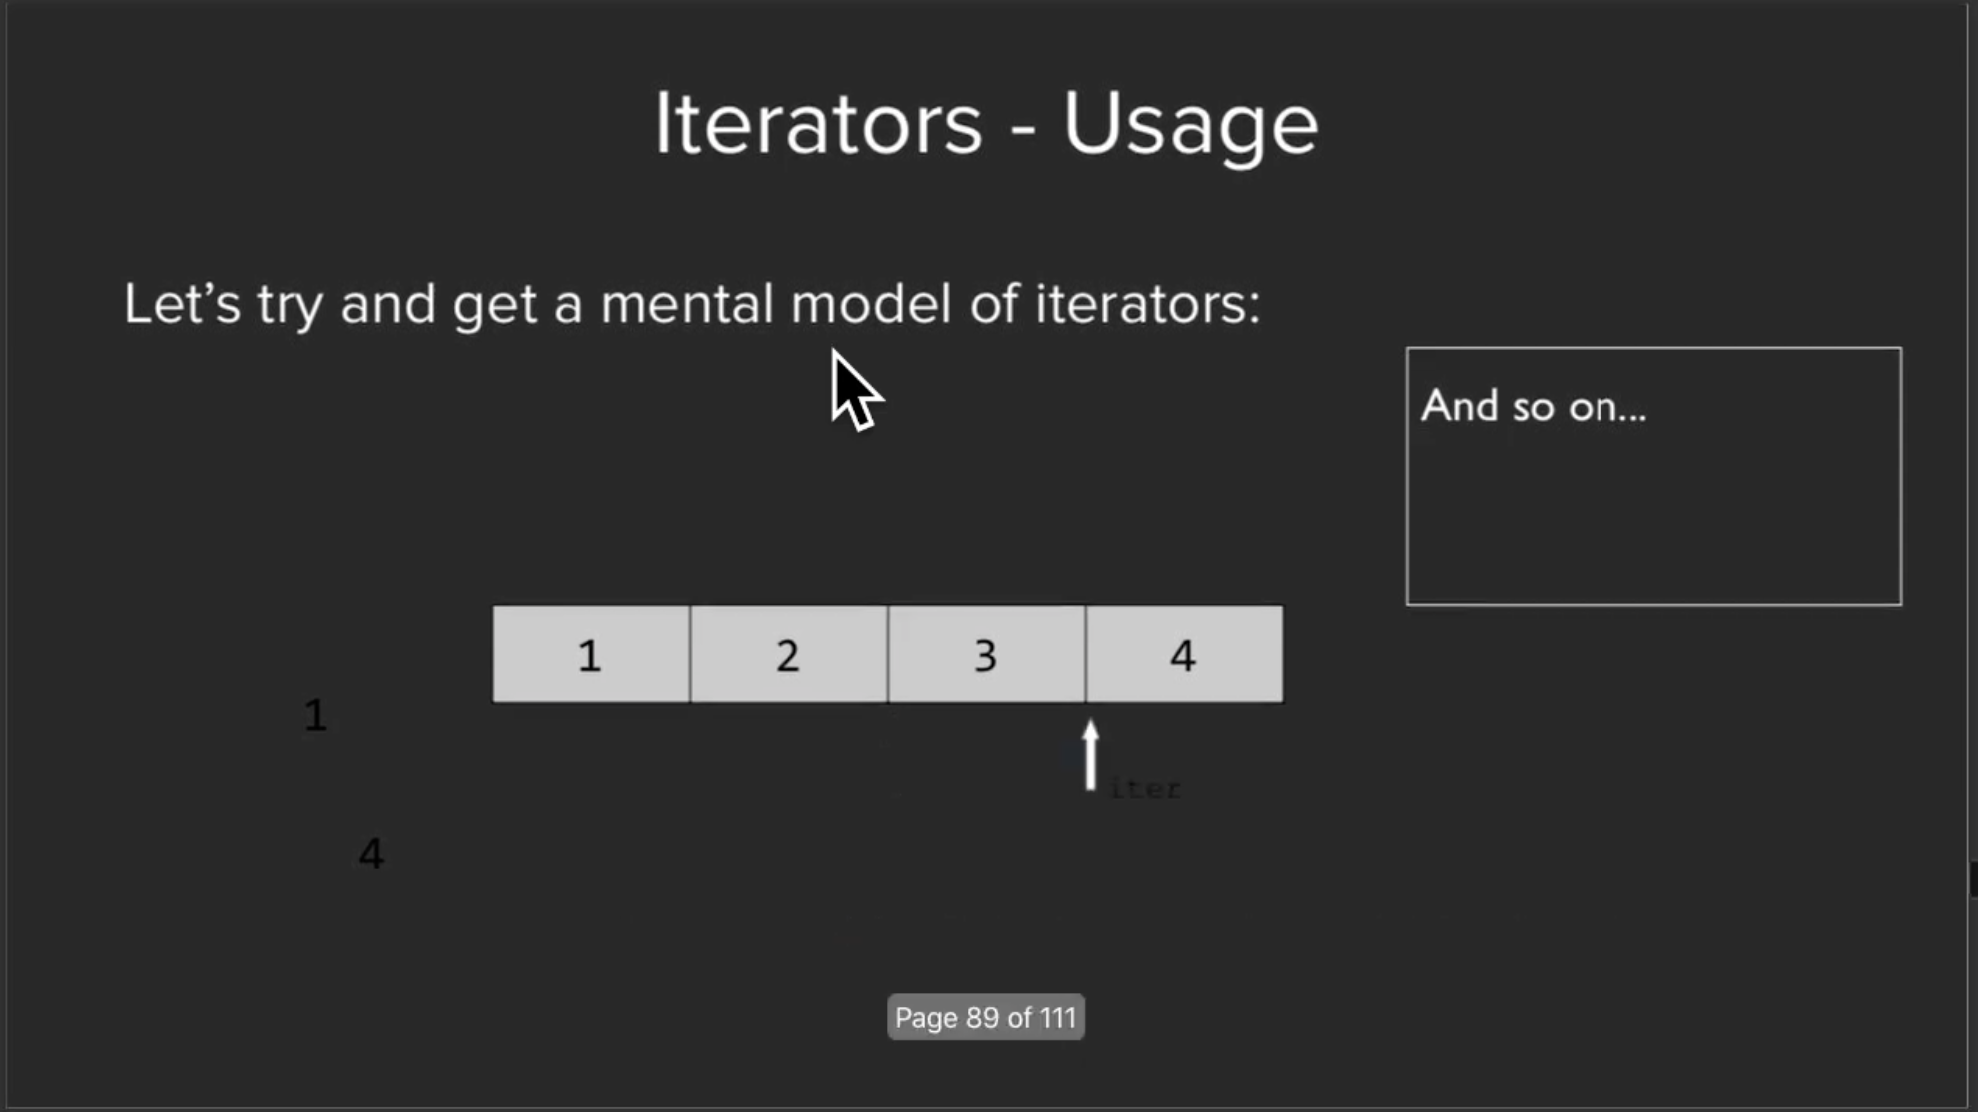 Iterators - Usage
Let’s try and get a mental model of iterators:
And so on...
1 2 3 4
1
iter
4
Page 89 of 111